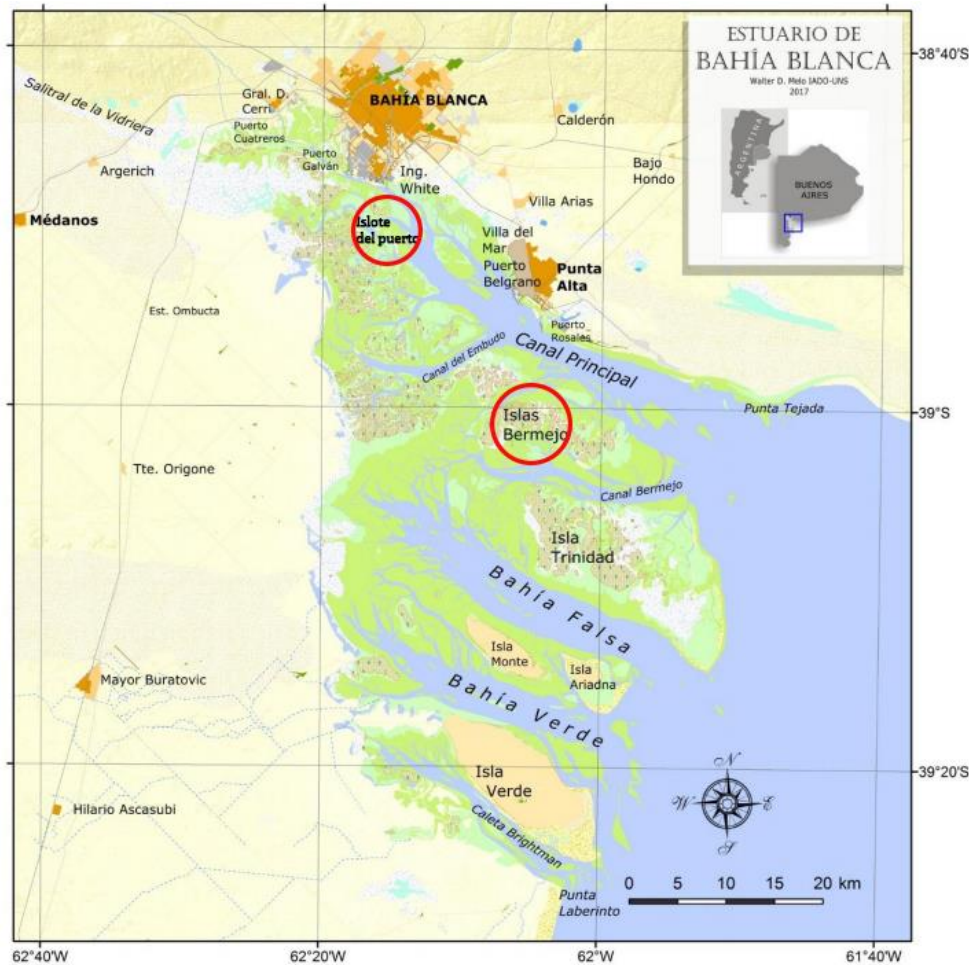 ESTUARIO DE
BAHÍA BLANCA
Walter D. Melo IADO-UNS
2017
ARGENTINA
BUENOS
AIRES
38°40'S
Salitral de la Vidriera
Gral. D.
Cerri
BAHÍA BLANCA
Puerto
Cuatreros
Calderón
Argerich
Puerto
Galván
Ing.
White
Bajo
Hondo
Villa Arias
Médanos
Islote
del puerto
Villa del
Mar
Puerto
Belgrano
Punta
Alta
Est. Ombucta
Puerto
Rosales
Canal del Embudo
Canal Principal
Punta Tejada
39°S
Islas
Bermejo
Tte. Origone
Canal Bermejo
Isla
Trinidad
Bahía Falsa
Isla
Monte
Isla
Ariadna
Mayor Buratovic
Bahía Verde
Isla
Verde
39°20'S
Hilario Ascasubi
Caleta Brightman
Punta
Laberinto
N
W
E
S
0 5 10 15 20 km
62°40'W
62°20'W
62°W
61°40'W